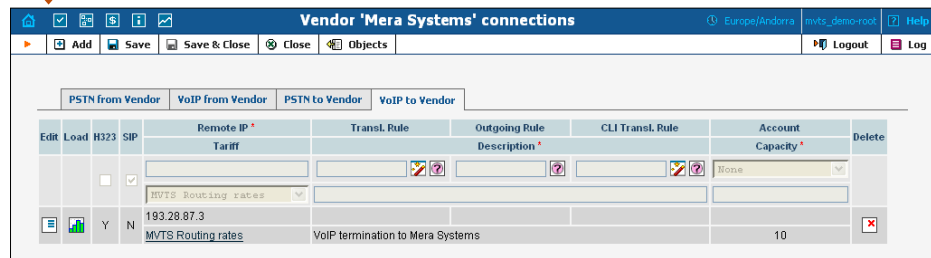 Vendor 'Mera Systems' connections
Europe/Andorra mvts_demo-root ? Help
Add Save Save & Close Close Objects Logout Log
PSTN from Vendor VoIP from Vendor PSTN to Vendor VoIP to Vendor
Edit Load H323 SIP Remote IP * Transl. Rule Outgoing Rule CLI Transl. Rule Account Delete
Tariff Description * Capacity *
None
MVTS Routing rates
Y N 193.28.87.3
MVTS Routing rates VoIP termination to Mera Systems 10